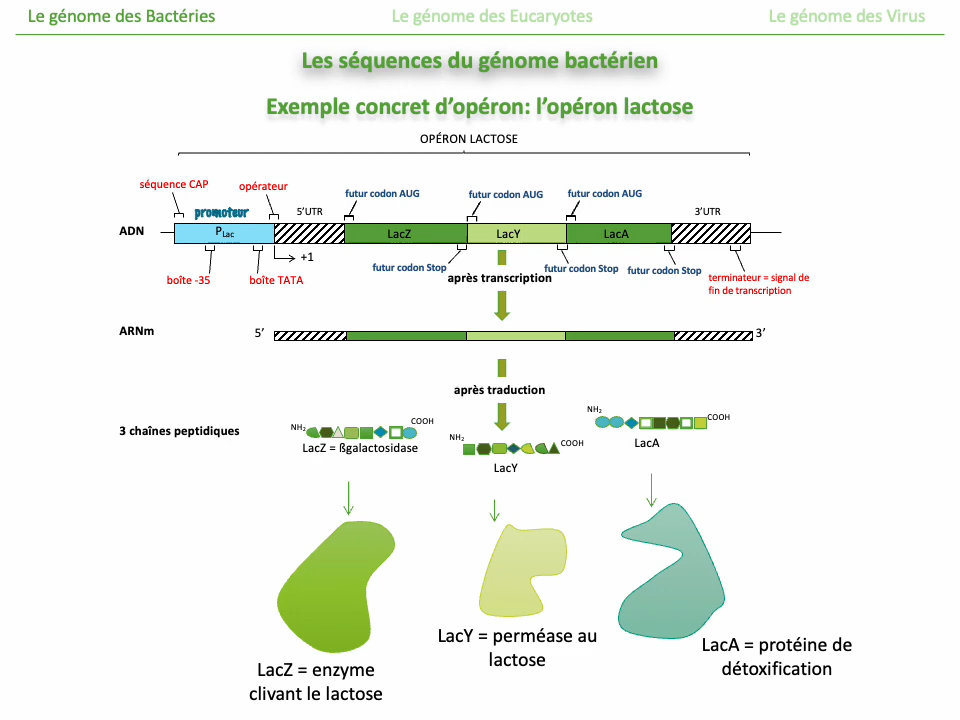 Le génome des Bactéries
Le génome des Eucaryotes
Le génome des Virus
Les séquences du génome bactérien
Exemple concret d’opéron: l’opéron lactose
OPÉRON LACTOSE
séquence CAP
opérateur
futur codon AUG
futur codon AUG
futur codon AUG
promoteur
5’UTR
3’UTR
ADN
PLac
LacZ
LacY
LacA
+1
boîte -35
boîte TATA
futur codon Stop
futur codon Stop
futur codon Stop
terminateur = signal de
fin de transcription
après transcription
ARNm
5’
3’
après traduction
3 chaînes peptidiques
NH2
COOH
LacZ = ßgalactosidase
NH2
COOH
LacY
NH2
COOH
LacA
LacZ = enzyme
clivant le lactose
LacY = perméase au
lactose
LacA = protéine de
détoxification